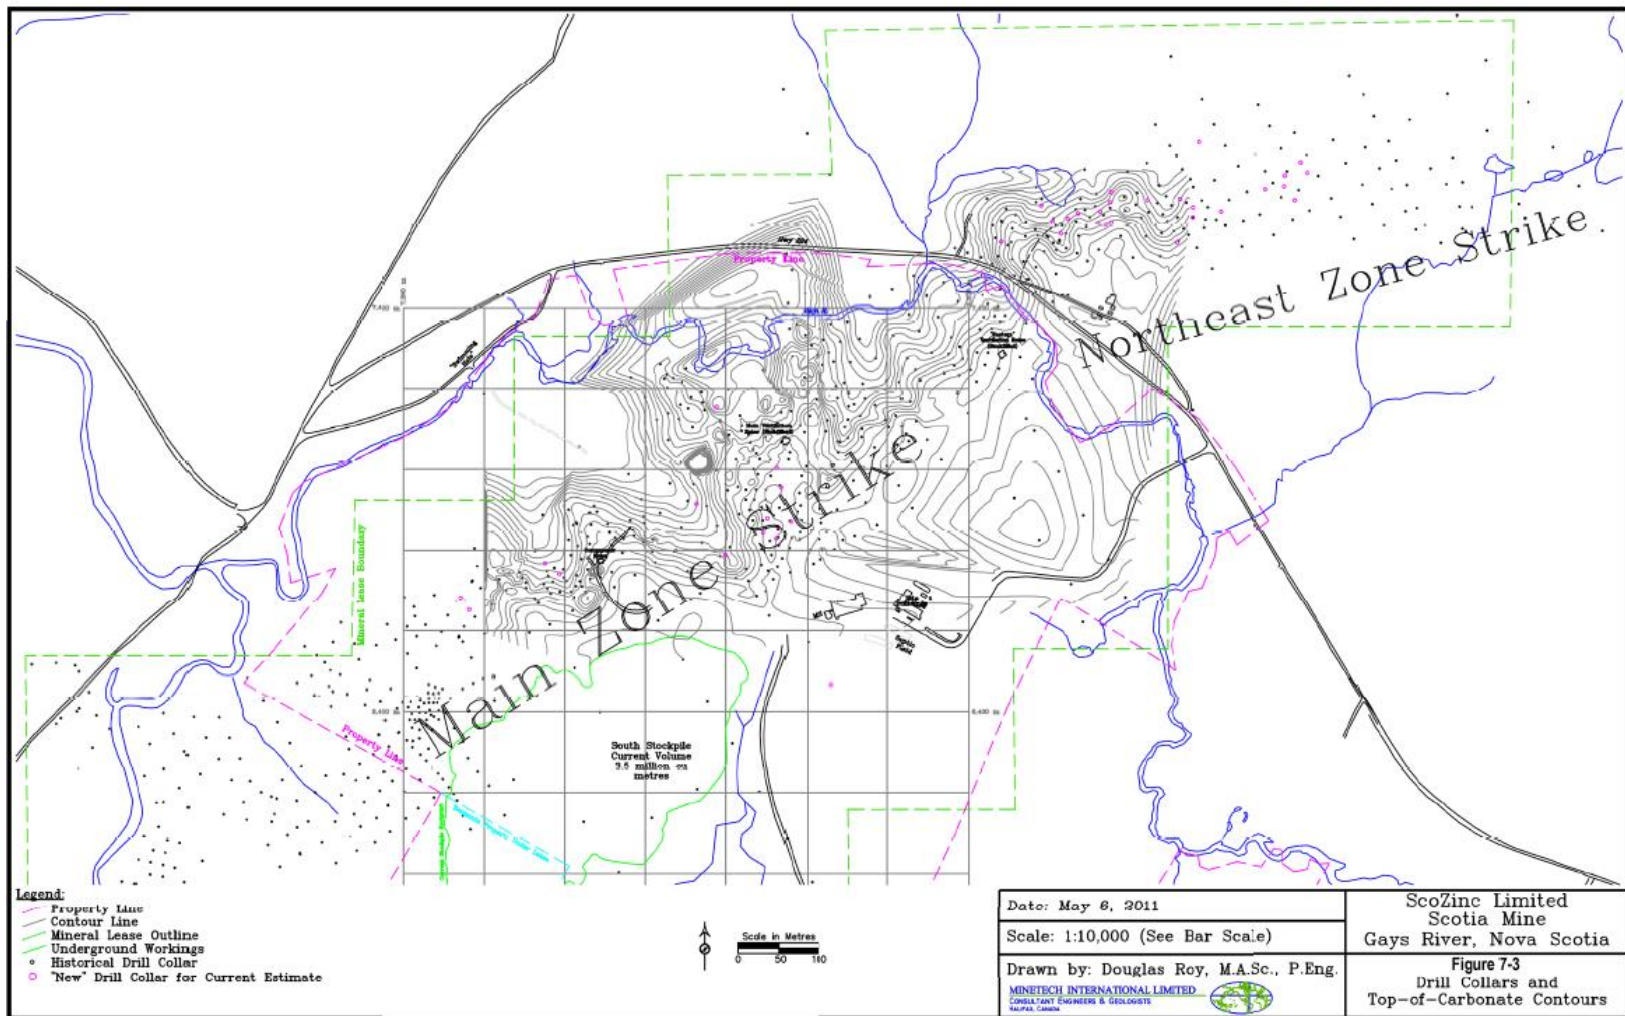 Hwy 224
Property Line
Northeast Zone Strike
Main Zone Strike
Mineral Lease Boundary
Property Line
South Stockpile
Current Volume
metres
Septic
Field
Legend:
Property Line
Contour Line
Mineral Lease Outline
Underground Workings
Historical Drill Collar
"New" Drill Collar for Current Estimate
Scale in Metres
0 50 100
Date: May 6, 2011
Scale: 1:10,000 (See Bar Scale)
Drawn by: Douglas Roy, M.A.Sc., P.Eng.
MINETECH INTERNATIONAL LIMITED
CONSULTANT ENGINEERS & GEOLOGISTS
HALIFAX, CANADA
ScoZinc Limited
Scotia Mine
Gays River, Nova Scotia
Figure 7-3
Drill Collars and
Top-of-Carbonate Contours